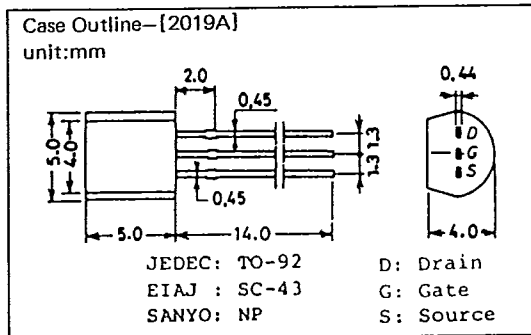 Case Outline–[2019A]
unit:mm
2.0
0,45
0,44
5.0
4.0
1.3
1.3
D
G
S
0,45
5.0
14.0
4.0
JEDEC: TO-92 D: Drain
EIAJ : SC-43 G: Gate
SANYO: NP S: Source